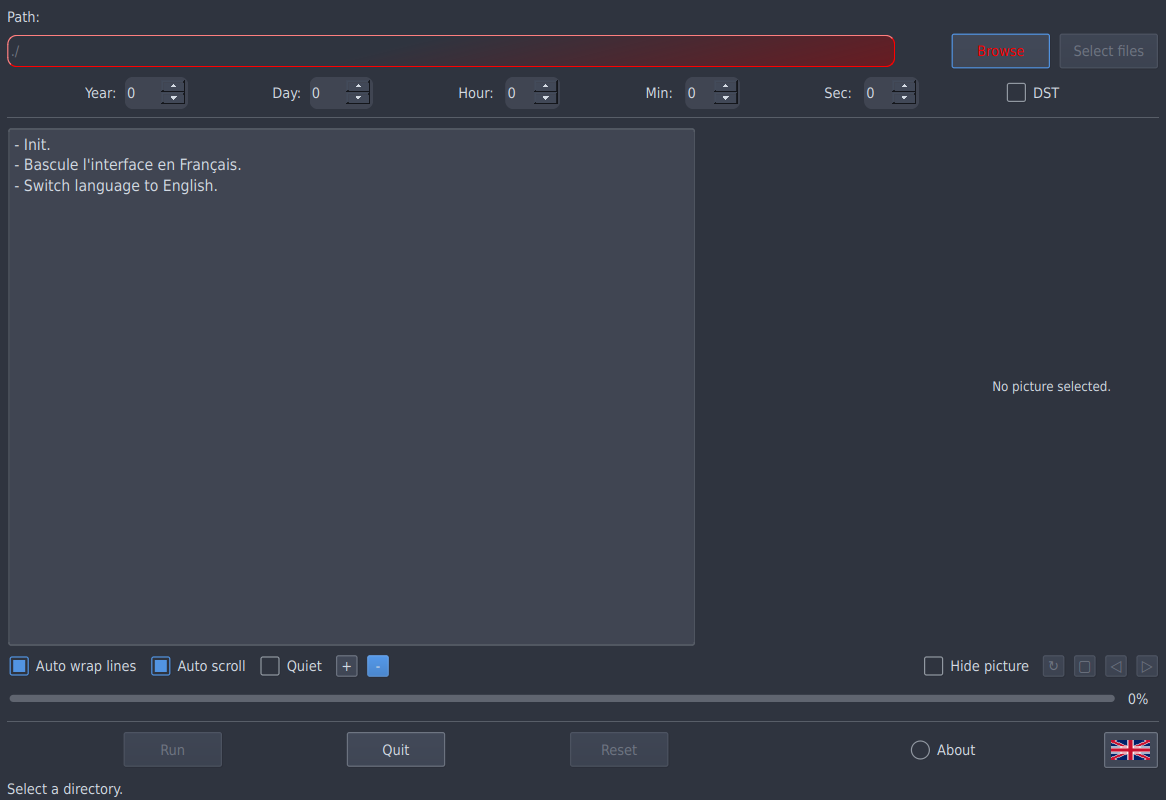 Path:
./ Browse Select files
Year: 0 Day: 0 Hour: 0 Min: 0 Sec: 0 DST
- Init.
- Bascule l'interface en Français.
- Switch language to English.
No picture selected.
Auto wrap lines Auto scroll Quiet + - Hide picture
0%
Run Quit Reset About
Select a directory.